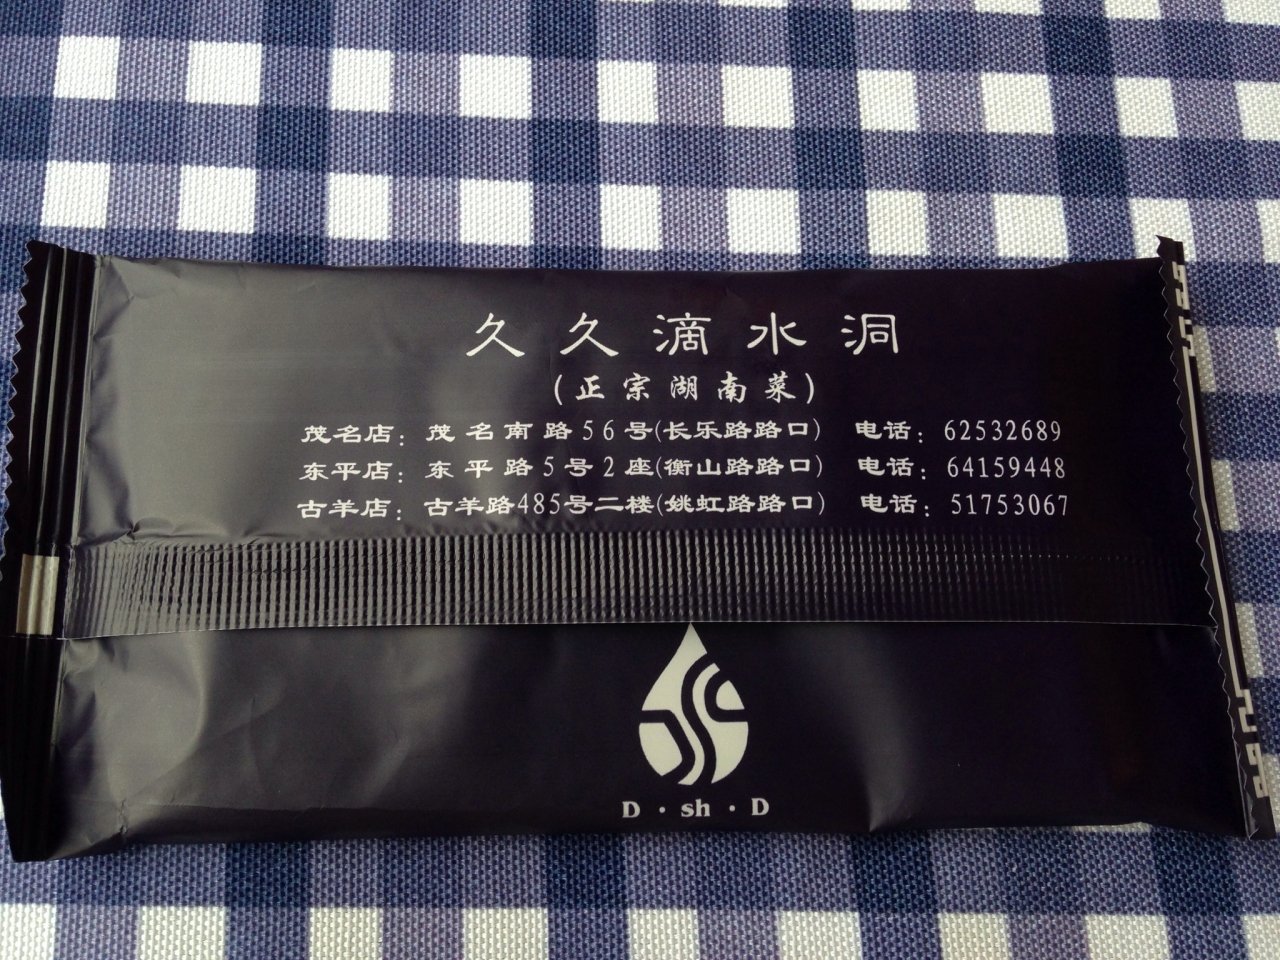 久久滴水洞
(正宗湖南菜)
茂名店: 茂名南路56号(长乐路路口) 电话: 62532689
东平店: 东平路5号2座(衡山路路口) 电话: 64159448
古羊店: 古羊路485号二楼(姚虹路路口) 电话: 51753067
D·sh·D